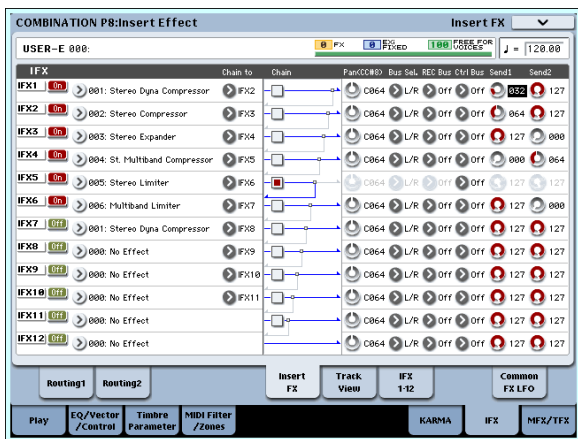 COMBINATION P8:Insert Effect Insert FX
USER-E 000: 0 FX 0 EXi FIXED 100 FREE FOR VOICES ♩ = 120.00
IFX Chain to Chain Pan(CC#8) Bus Sel. REC Bus Ctrl Bus Send1 Send2
IFX1 On 001: Stereo Dyna Compressor IFX2 C064 L/R Off Off 032 127
IFX2 On 002: Stereo Compressor IFX3 C064 L/R Off Off 064 127
IFX3 On 003: Stereo Expander IFX4 C064 L/R Off Off 127 000
IFX4 On 004: St. Multiband Compressor IFX5 C064 L/R Off Off 000 064
IFX5 On 005: Stereo Limiter IFX6 C064 L/R Off Off 127 127
IFX6 On 006: Multiband Limiter IFX7 C064 L/R Off Off 127 000
IFX7 Off 001: Stereo Dyna Compressor IFX8 C064 L/R Off Off 127 127
IFX8 Off 000: No Effect IFX9 C064 L/R Off Off 127 127
IFX9 Off 000: No Effect IFX10 C064 L/R Off Off 127 127
IFX10 Off 000: No Effect IFX11 C064 L/R Off Off 127 127
IFX11 Off 000: No Effect C064 L/R Off Off 127 127
IFX12 Off 000: No Effect C064 L/R Off Off 127 127
Routing1 Routing2 Insert FX Track View IFX 1-12 Common FX LFO
Play EQ/Vector /Control Timbre Parameter MIDI Filter /Zones KARMA IFX MFX/TFX